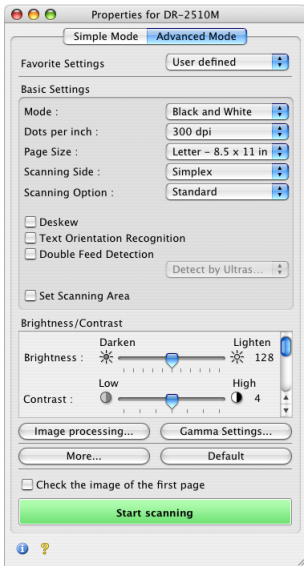 Properties for DR-2510M
Simple Mode Advanced Mode
Favorite Settings User defined
Basic Settings
Mode : Black and White
Dots per inch : 300 dpi
Page Size : Letter - 8.5 x 11 in
Scanning Side : Simplex
Scanning Option : Standard
Deskew
Text Orientation Recognition
Double Feed Detection
Detect by Ultras...
Set Scanning Area
Brightness/Contrast
Darken Lighten
Brightness : 128
Low High
Contrast : 4
Image processing... Gamma Settings...
More... Default
Check the image of the first page
Start scanning